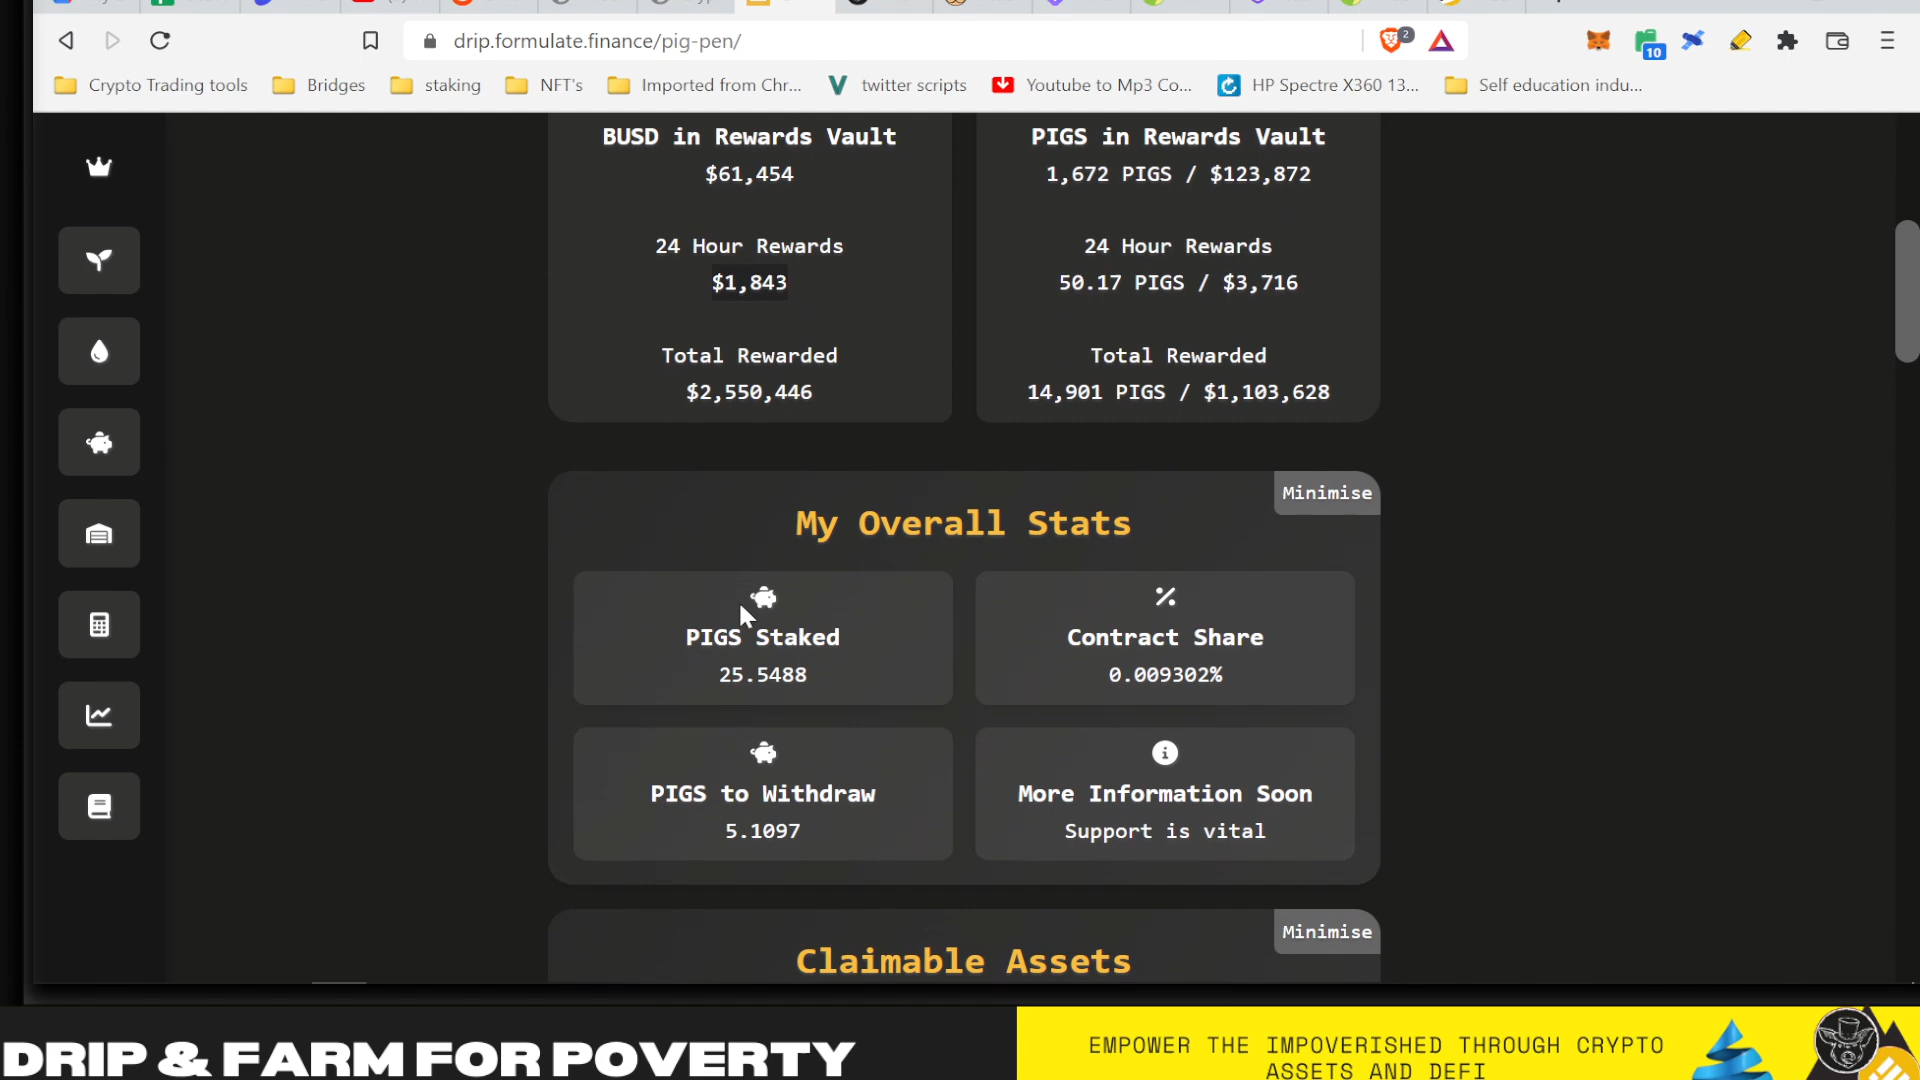 drip.formulate.finance/pig-pen/
2
10
Crypto Trading tools
Bridges
staking
NFT's
Imported from Chr...
twitter scripts
Youtube to Mp3 Co...
HP Spectre X360 13...
Self education indu...
BUSD in Rewards Vault
$61,454
24 Hour Rewards
$1,843
Total Rewarded
$2,550,446
PIGS in Rewards Vault
1,672 PIGS / $123,872
24 Hour Rewards
50.17 PIGS / $3,716
Total Rewarded
14,901 PIGS / $1,103,628
Minimise
My Overall Stats
PIGS Staked
25.5488
Contract Share
0.009302%
PIGS to Withdraw
5.1097
More Information Soon
Support is vital
Minimise
Claimable Assets
DRIP & FARM FOR POVERTY
EMPOWER THE IMPOVERISHED THROUGH CRYPTO
ASSETS AND DEFI